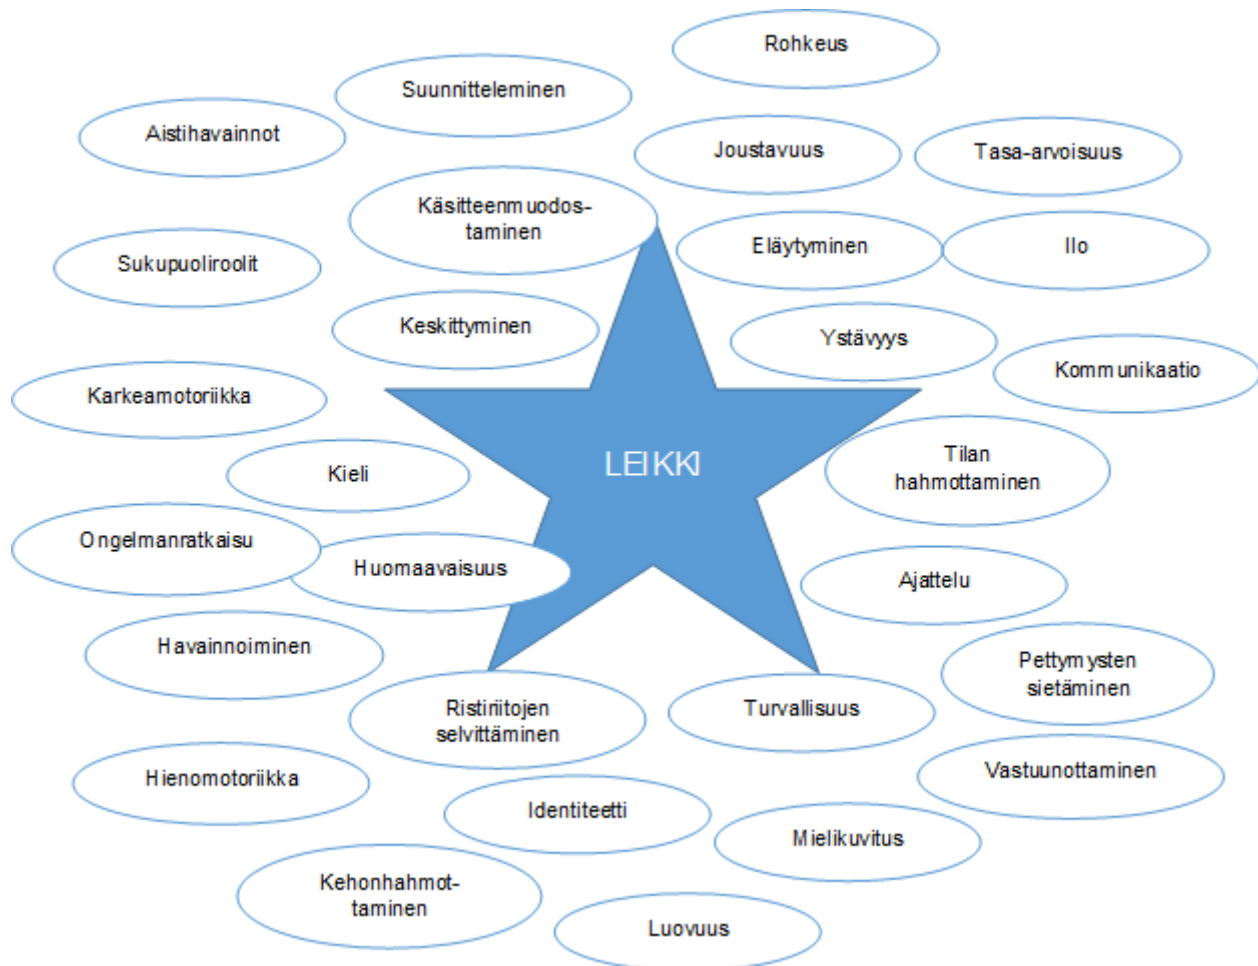 Rohkeus
Suunnitteleminen
Aistihavainnot
Joustavuus
Tasa-arvoisuus
Käsitteenmuodos-
taminen
Eläytyminen
Ilo
Sukupuoliroolit
Keskittyminen
Ystävyys
Kommunikaatio
Karkeamotoriikka
LEIKKI
Tilan
hahmottaminen
Kieli
Ongelmanratkaisu
Huomaavaisuus
Ajattelu
Havainnoiminen
Pettymysten
sietäminen
Ristiriitojen
selvittäminen
Turvallisuus
Hienomotoriikka
Vastuunottaminen
Identiteetti
Mielikuvitus
Kehonhahmot-
taminen
Luovuus